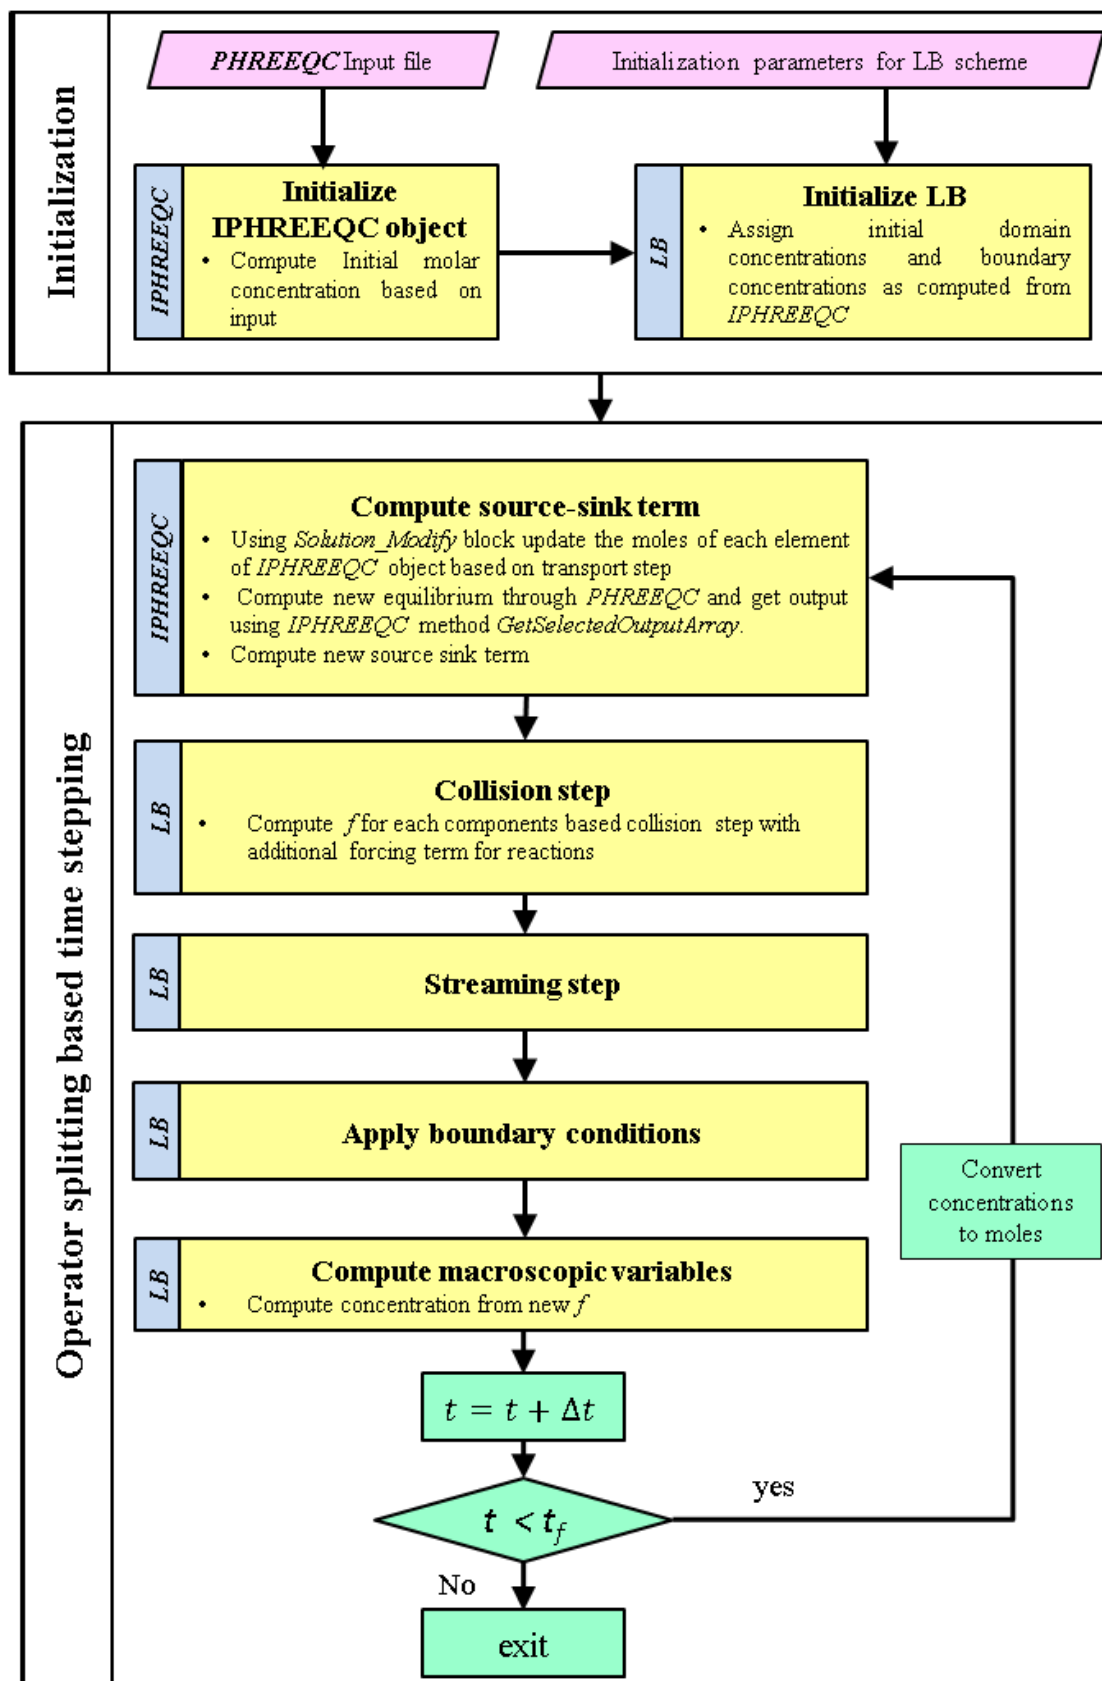 Initialization
PHREEQC Input file
Initialization parameters for LB scheme
IPHREEQC
Initialize
IPHREEQC object
• Compute Initial molar
concentration based on
input
LB
Initialize LB
• Assign initial domain
concentrations and boundary
concentrations as computed from
IPHREEQC
Operator splitting based time stepping
IPHREEQC
Compute source-sink term
• Using Solution_Modify block update the moles of each element
of IPHREEQC object based on transport step
• Compute new equilibrium through PHREEQC and get output
using IPHREEQC method GetSelectedOutputArray.
• Compute new source sink term
LB
Collision step
• Compute f for each components based collision step with
additional forcing term for reactions
LB
Streaming step
LB
Apply boundary conditions
Convert
concentrations
to moles
LB
Compute macroscopic variables
• Compute concentration from new f
t = t + Δt
t < t_f
yes
No
exit